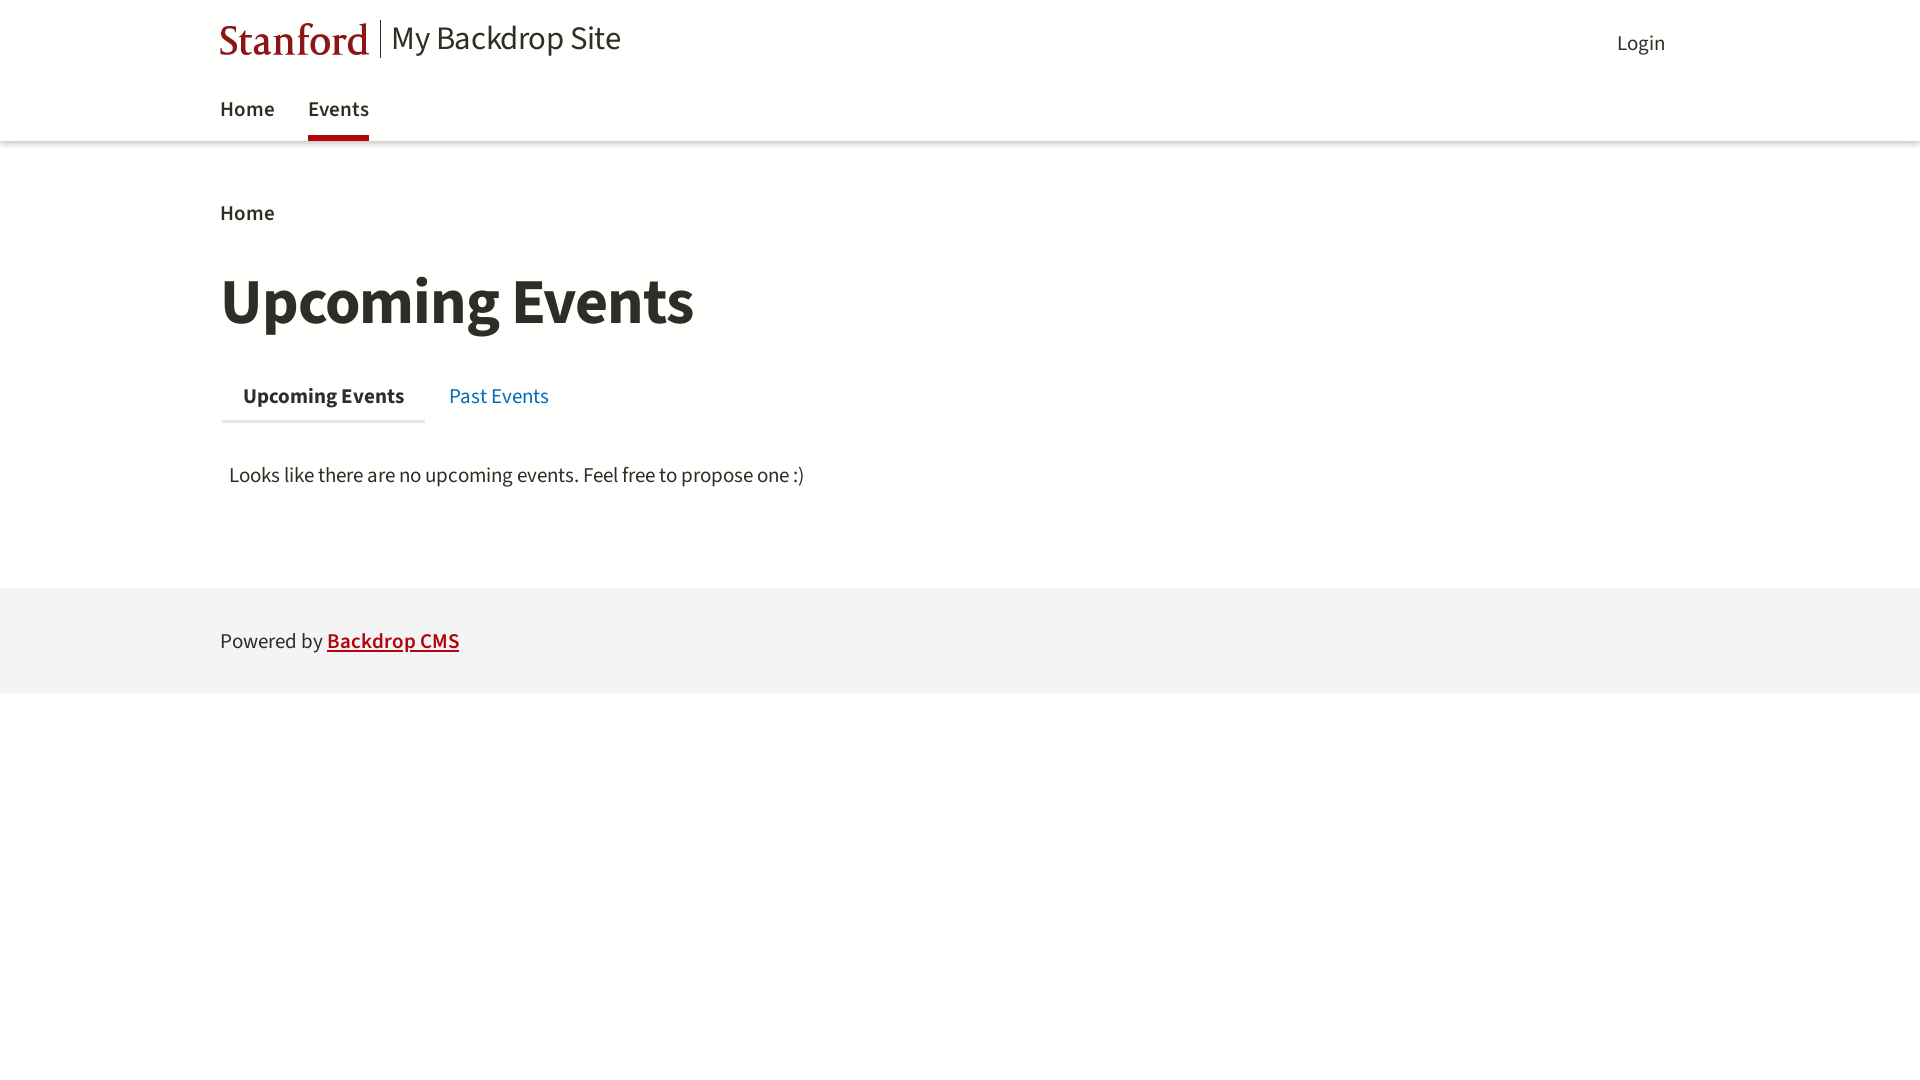 Stanford My Backdrop Site
Login
Home Events
Home
Upcoming Events
Upcoming Events Past Events
Looks like there are no upcoming events. Feel free to propose one :)
Powered by Backdrop CMS